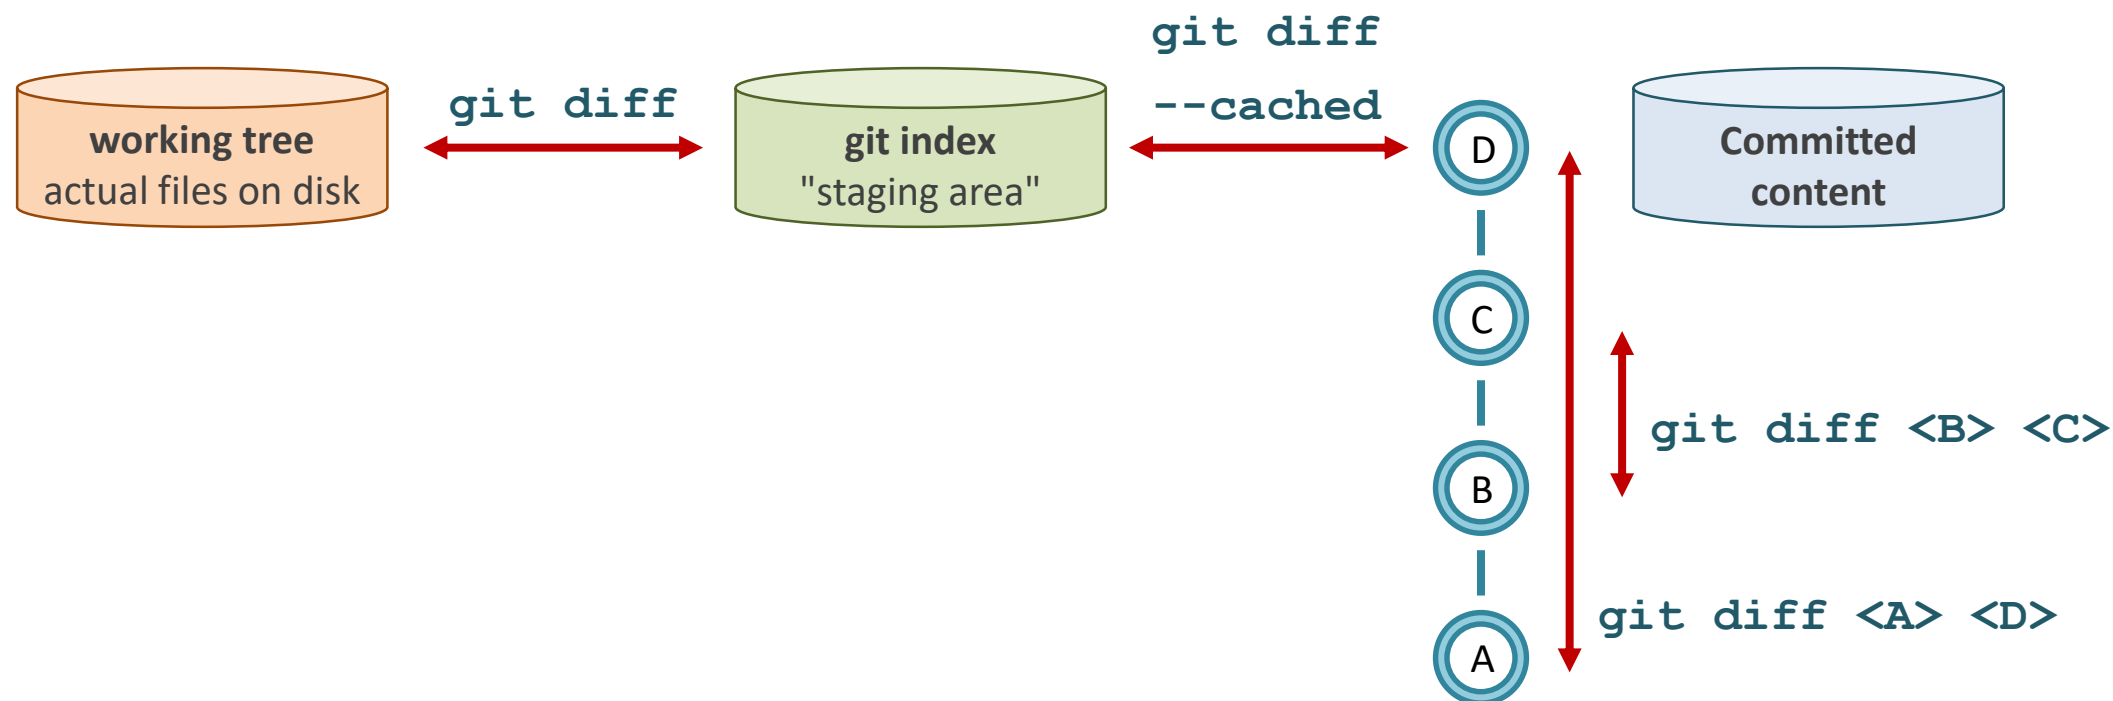 working tree
actual files on disk
git diff
git index
"staging area"
git diff
--cached
D
C
B
A
Committed
content
git diff <B> <C>
git diff <A> <D>